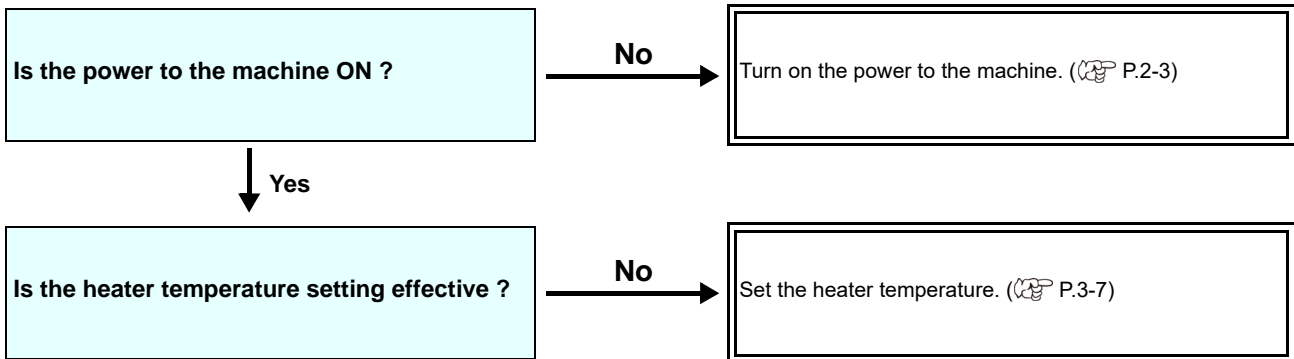 Is the power to the machine ON ?
No
Turn on the power to the machine. ( P.2-3)
Yes
Is the heater temperature setting effective ?
No
Set the heater temperature. ( P.3-7)